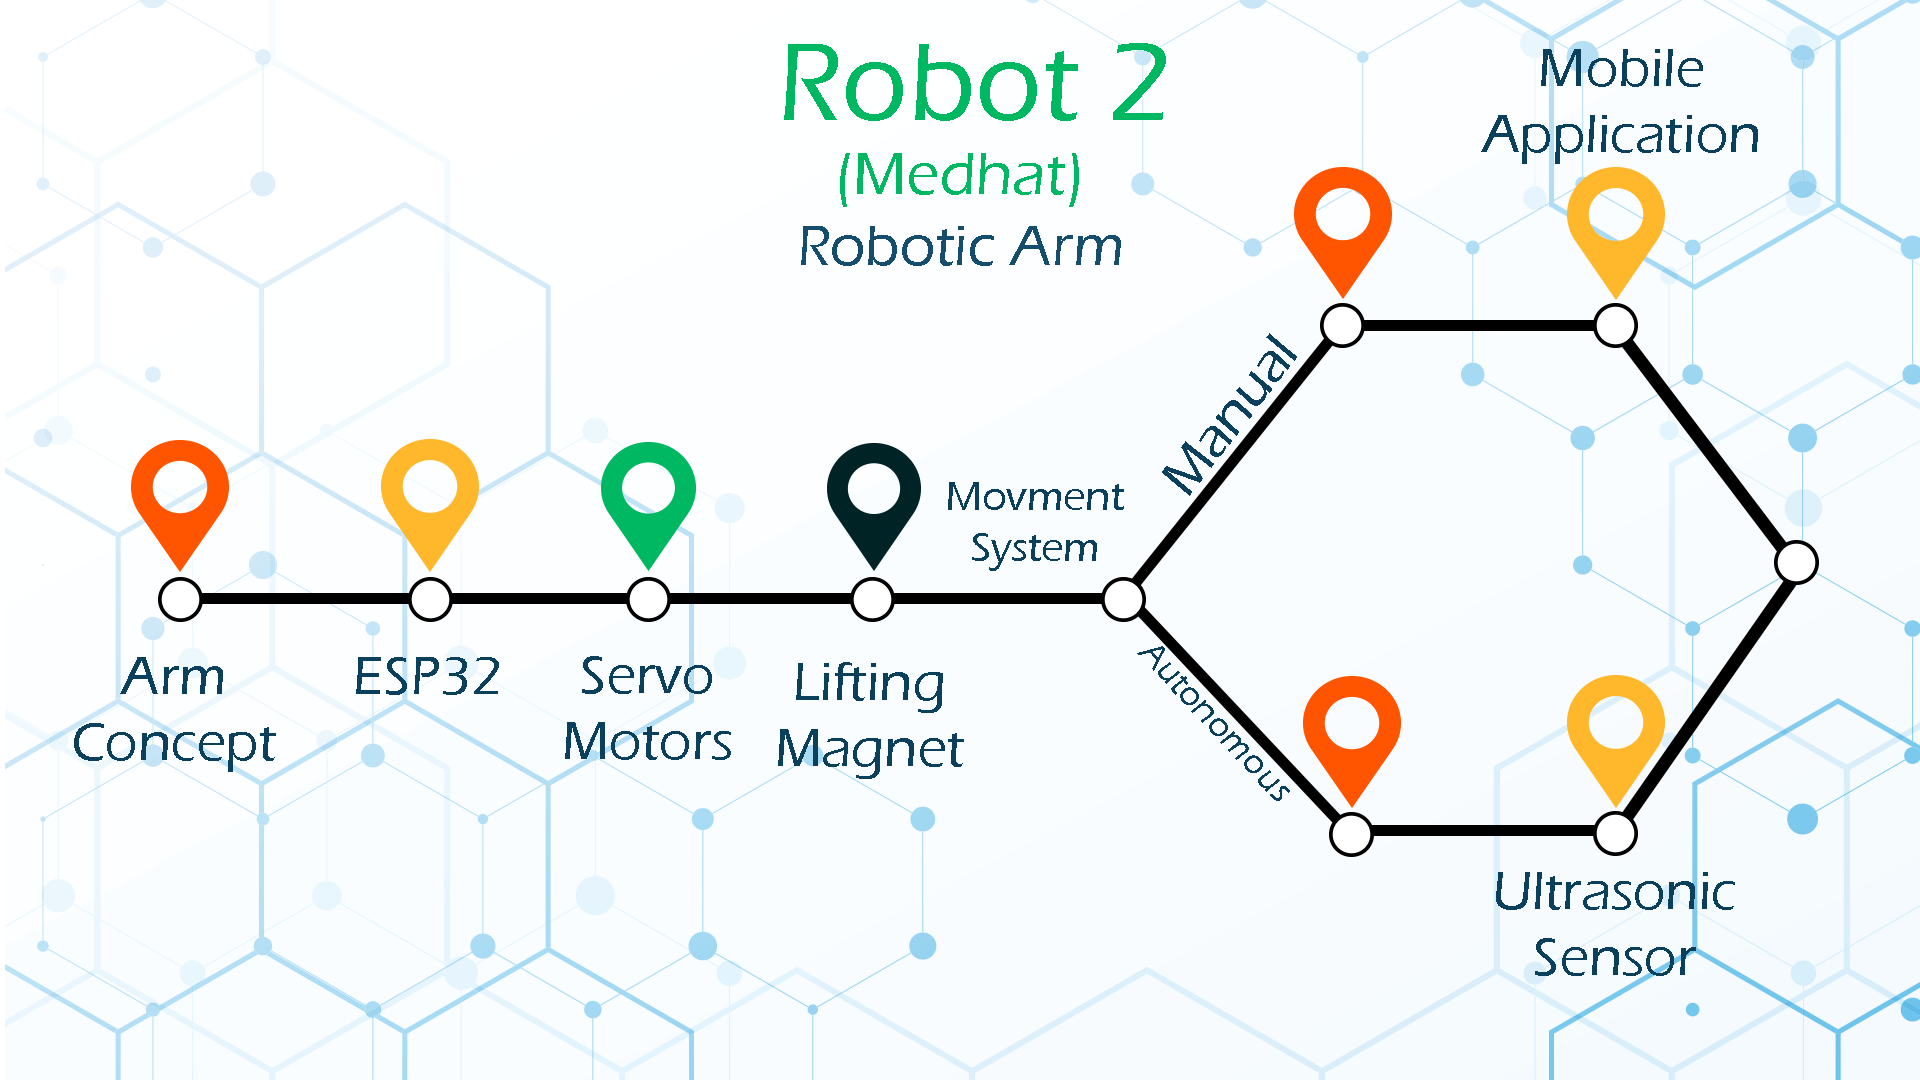 Robot 2
(Medhat)
Robotic Arm
Mobile
Application
Manual
Movment
System
Autonomous
Arm
Concept
ESP32
Servo
Motors
Lifting
Magnet
Ultrasonic
Sensor